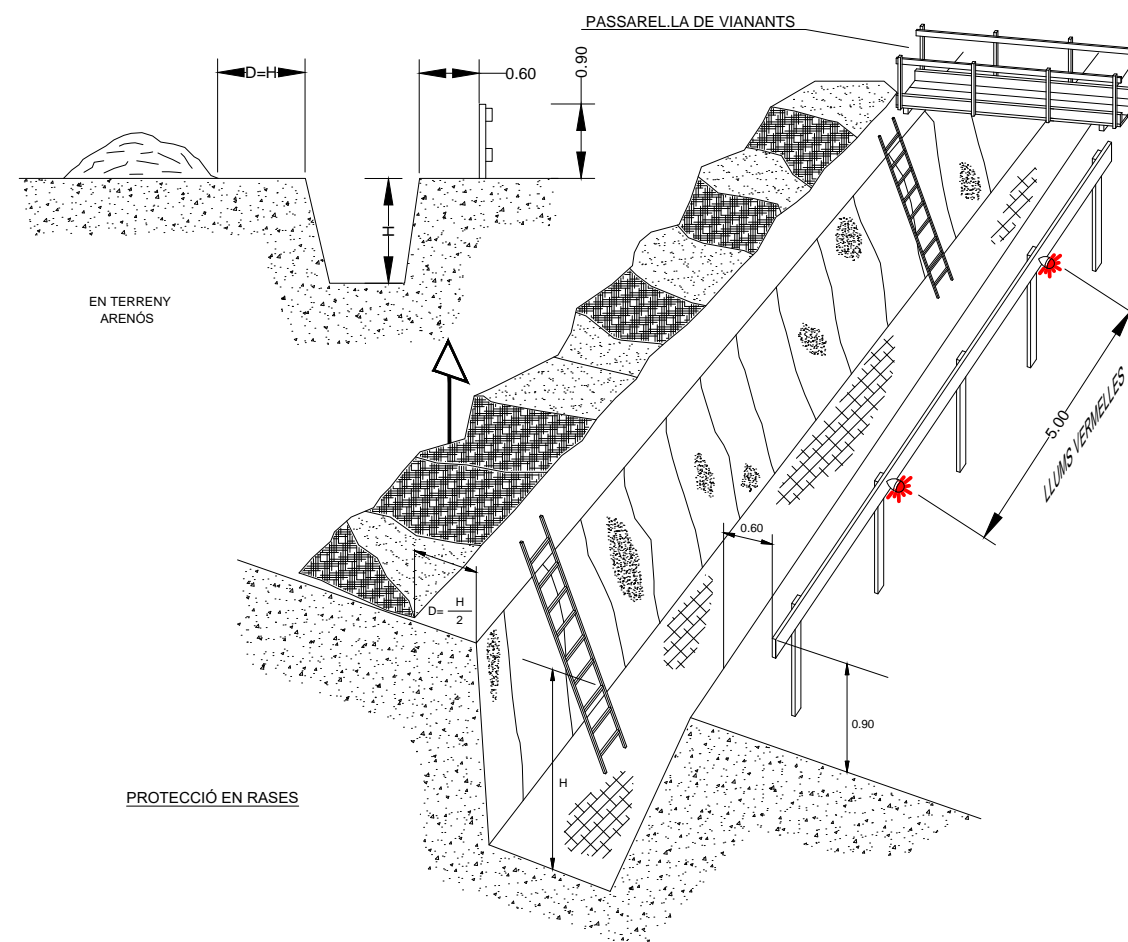 PASSAREL.LA DE VIANANTS
D=H
0.60
0.90
H
EN TERRENY
ARENÓS
5.00
LLUMS VERMELLES
0.60
D= H
2
0.90
H
PROTECCIÓ EN RASES